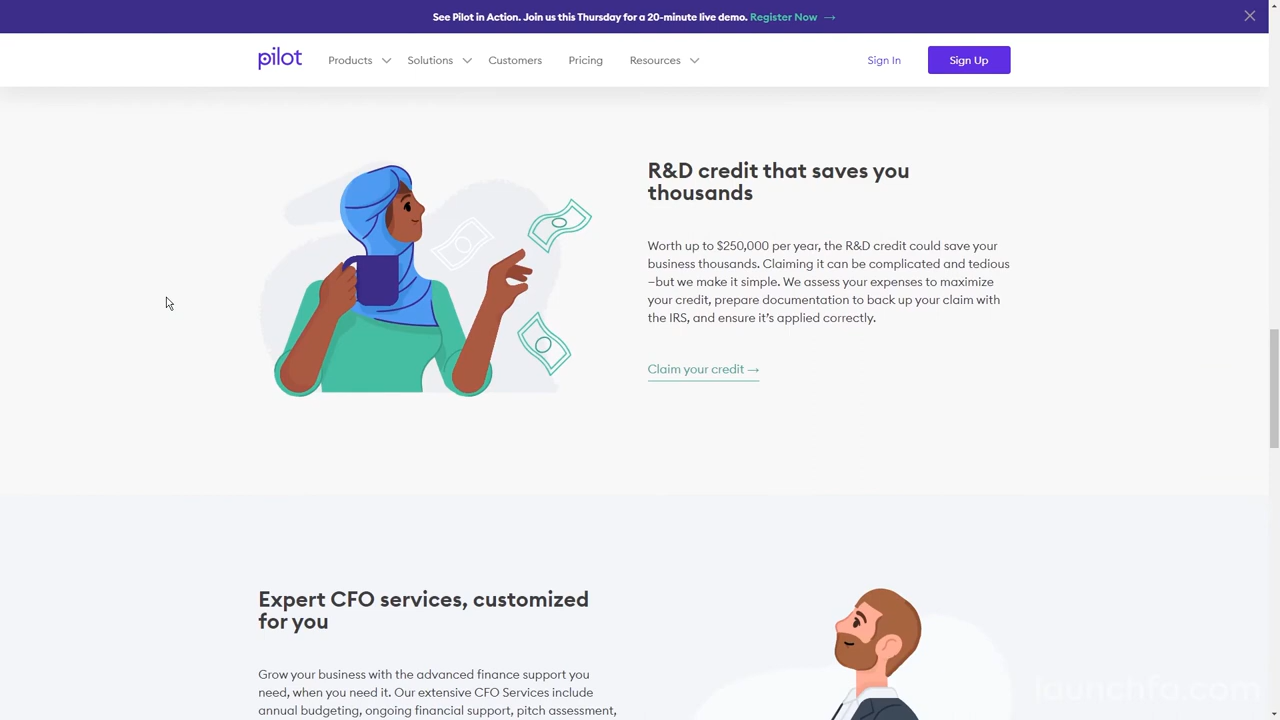 See Pilot in Action. Join us this Thursday for a 20-minute live demo. Register Now →
pilot Products Solutions Customers Pricing Resources Sign In Sign Up
R&D credit that saves you
thousands
Worth up to $250,000 per year, the R&D credit could save your
business thousands. Claiming it can be complicated and tedious
—but we make it simple. We assess your expenses to maximize
your credit, prepare documentation to back up your claim with
the IRS, and ensure it’s applied correctly.
Claim your credit →
Expert CFO services, customized
for you
Grow your business with the advanced finance support you
need, when you need it. Our extensive CFO Services include
annual budgeting, ongoing financial support, pitch assessment,
launchfa.com